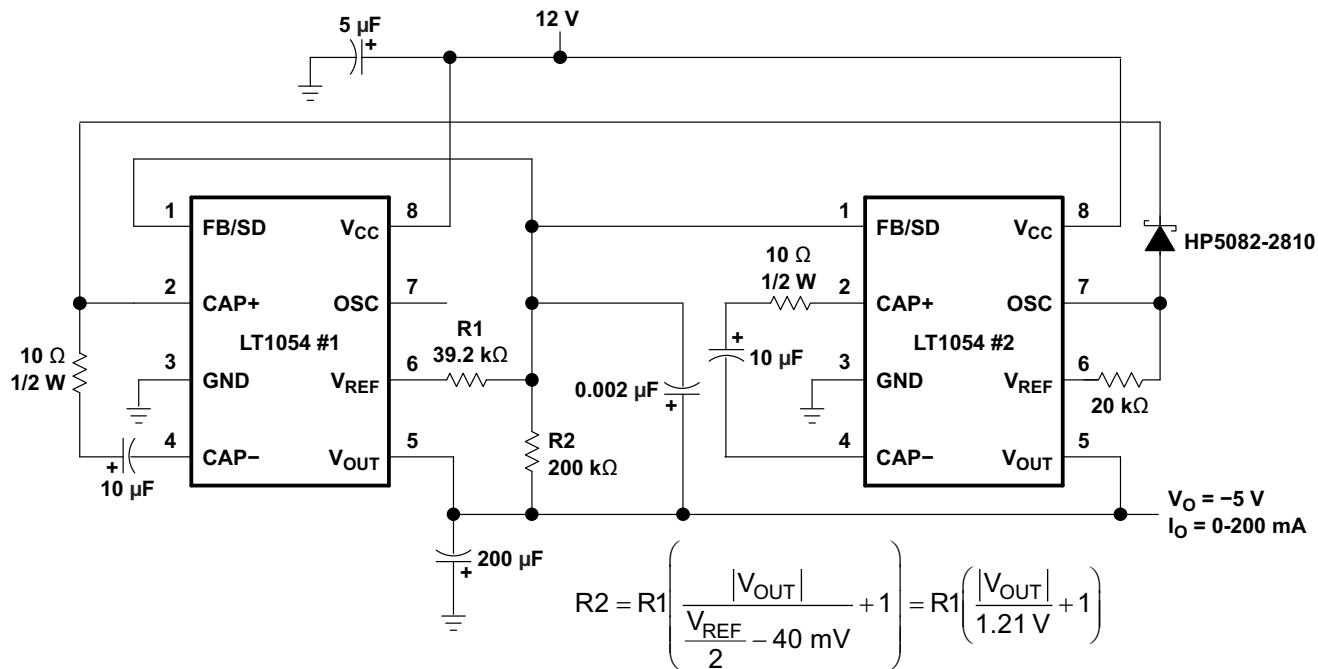 5 µF
+
12 V
1
FB/SD
VCC
8
2
CAP+
OSC
7
LT1054 #1
3
GND
VREF
6
4
CAP−
VOUT
5
10 Ω
1/2 W
+
10 µF
R1
39.2 kΩ
R2
200 kΩ
0.002 µF
+
200 µF
+
10 Ω
1/2 W
+
10 µF
1
FB/SD
VCC
8
2
CAP+
OSC
7
LT1054 #2
3
GND
VREF
6
4
CAP−
VOUT
5
HP5082-2810
20 kΩ
VO = −5 V
IO = 0-200 mA
R2 = R1(|VOUT| / (VREF/2 − 40 mV) + 1) = R1(|VOUT| / 1.21 V + 1)